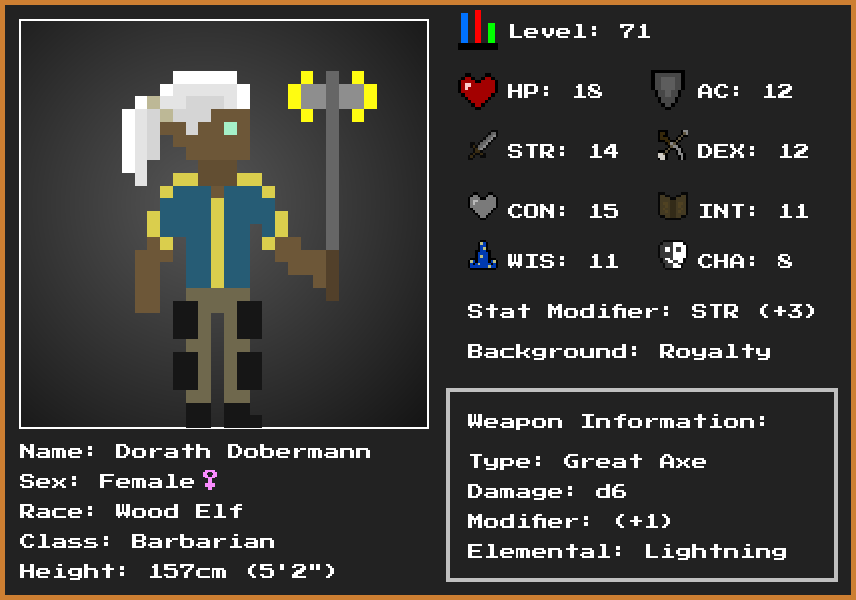 Level: 71
HP: 18
AC: 12
STR: 14
DEX: 12
CON: 15
INT: 11
WIS: 11
CHA: 8
Stat Modifier: STR (+3)
Background: Royalty
Weapon Information:
Type: Great Axe
Damage: d6
Modifier: (+1)
Elemental: Lightning
Name: Dorath Dobermann
Sex: Female♀
Race: Wood Elf
Class: Barbarian
Height: 157cm (5'2")